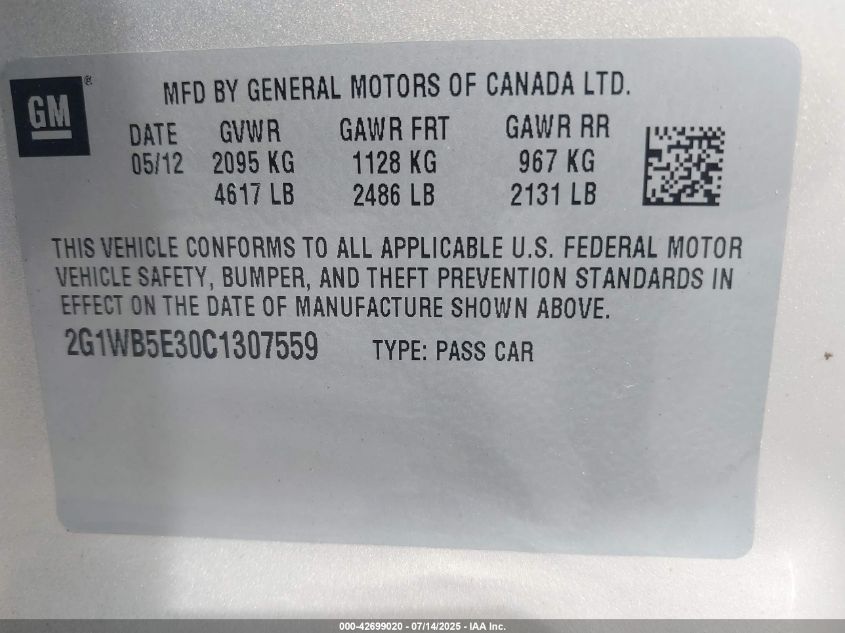 GM ®
MFD BY GENERAL MOTORS OF CANADA LTD.
DATE GVWR GAWR FRT GAWR RR
05/12 2095 KG 1128 KG 967 KG
4617 LB 2486 LB 2131 LB
THIS VEHICLE CONFORMS TO ALL APPLICABLE U.S. FEDERAL MOTOR
VEHICLE SAFETY, BUMPER, AND THEFT PREVENTION STANDARDS IN
EFFECT ON THE DATE OF MANUFACTURE SHOWN ABOVE.
2G1WB5E30C1307559 TYPE: PASS CAR
000-42699020 - 07/14/2025 - IAA Inc.